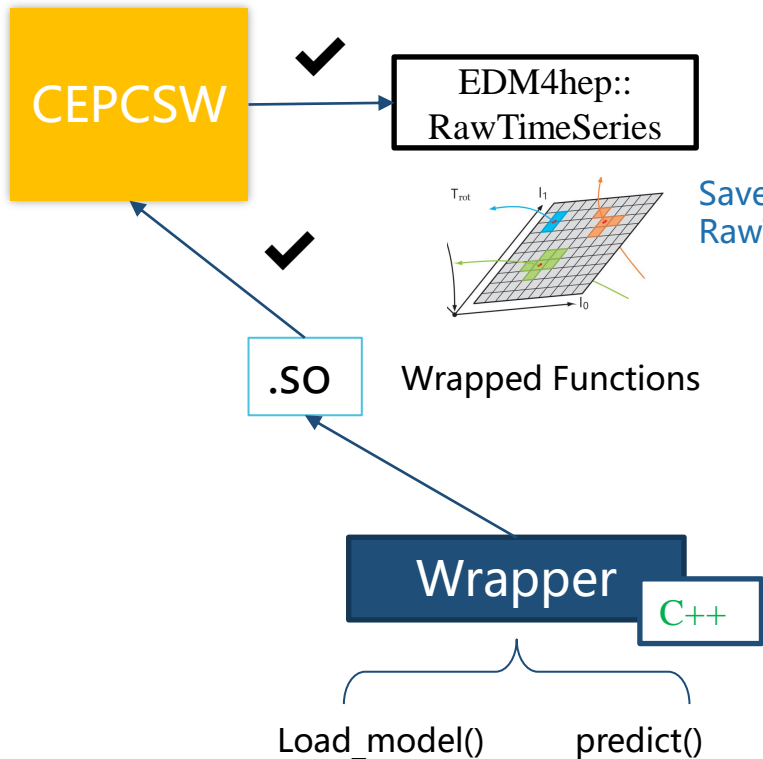 CEPCSW
EDM4hep::
RawTimeSeries
T_rot
I_1
I_0
Save
Raw
.so
Wrapped Functions
Wrapper
C++
Load_model()
predict()